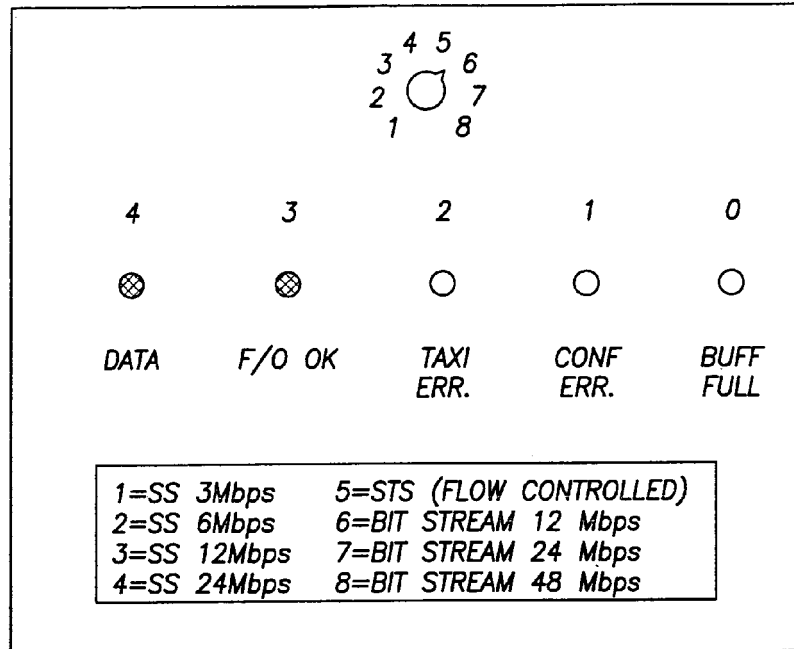 4 5
3 6
2 7
1 8
4 3 2 1 0
DATA F/O OK TAXI CONF BUFF
ERR. ERR. FULL
1=SS 3Mbps 5=STS (FLOW CONTROLLED)
2=SS 6Mbps 6=BIT STREAM 12 Mbps
3=SS 12Mbps 7=BIT STREAM 24 Mbps
4=SS 24Mbps 8=BIT STREAM 48 Mbps